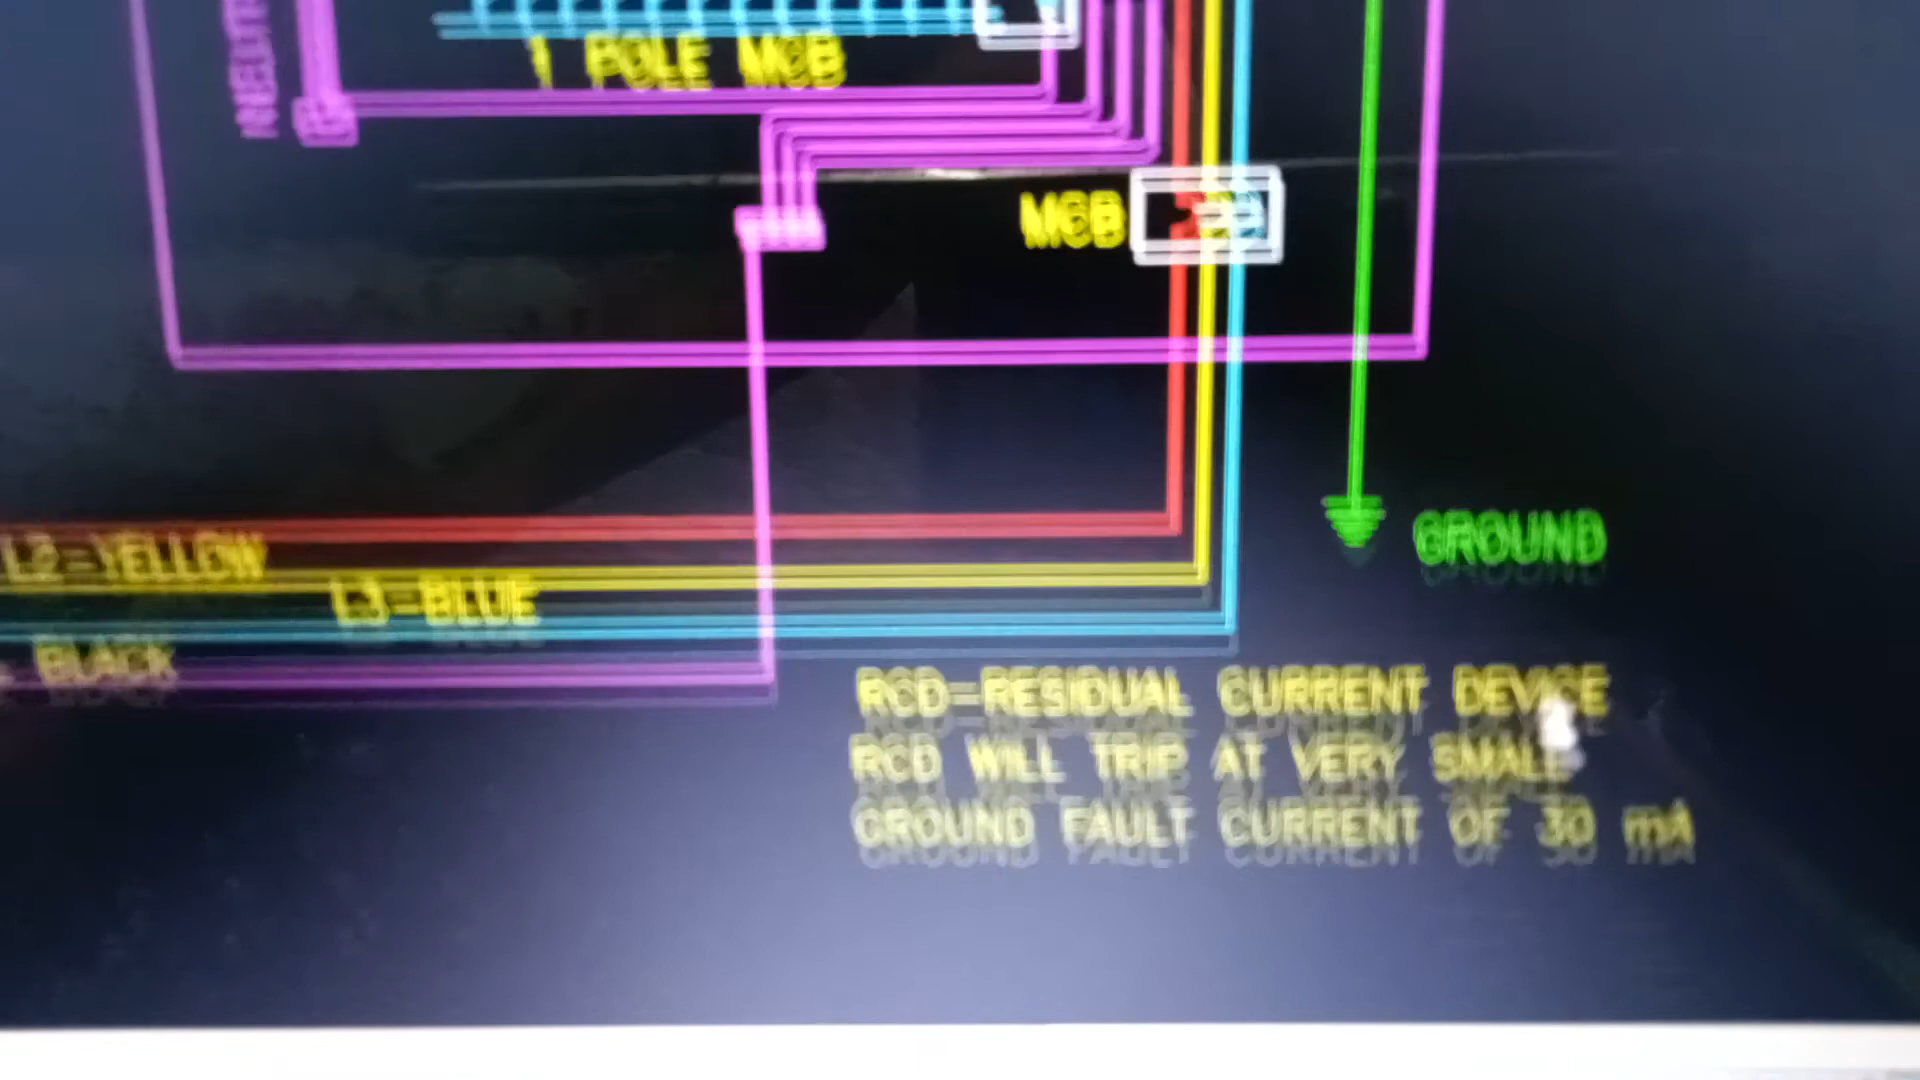 1 POLE MCB
MCB
L2-YELLOW
L3-BLUE
BLACK
GROUND
RCD-RESIDUAL CURRENT DEVICE
RCD WILL TRIP AT VERY SMALL
GROUND FAULT CURRENT OF 30 mA